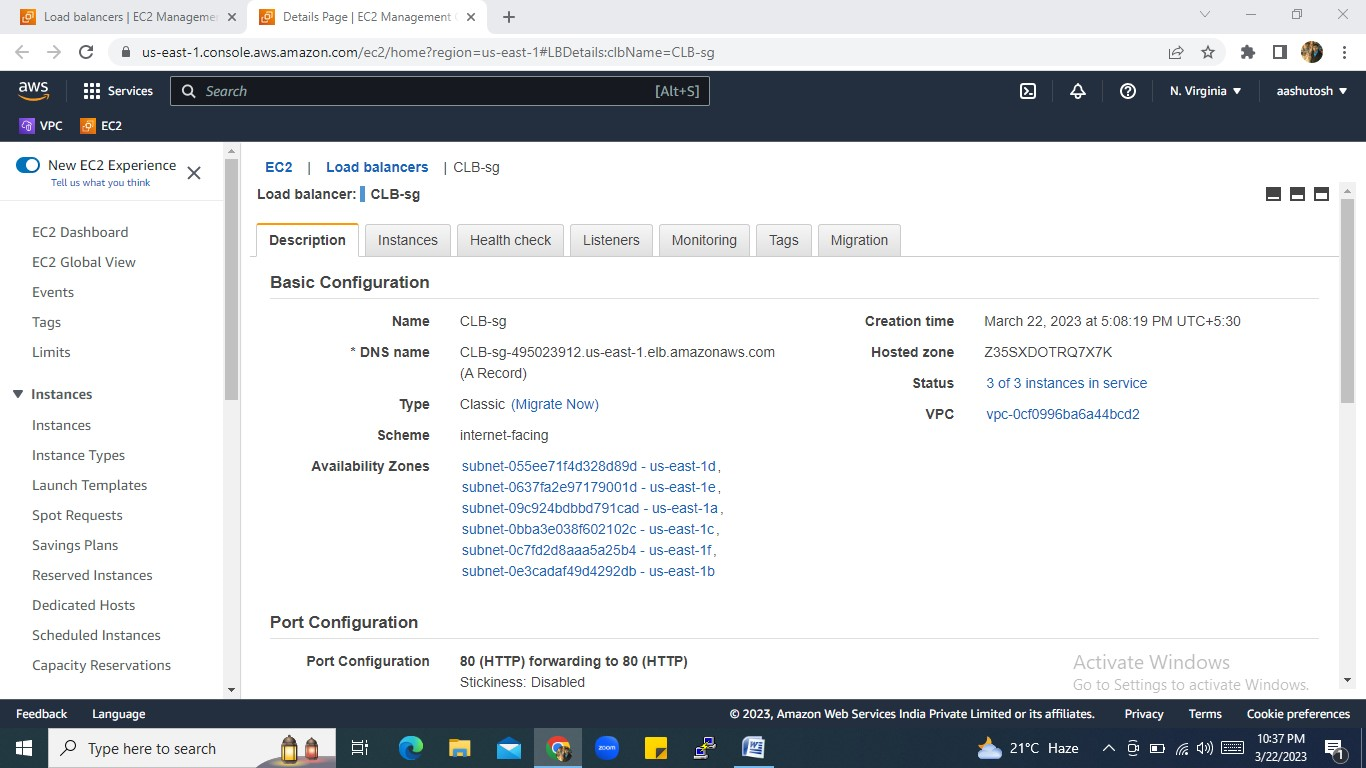 Load balancers | EC2 Manageme
Details Page | EC2 Management
us-east-1.console.aws.amazon.com/ec2/home?region=us-east-1#LBDetails:clbName=CLB-sg
aws
Services
Search
[Alt+S]
N. Virginia
aashutosh
VPC
EC2
New EC2 Experience
Tell us what you think
EC2 Dashboard
EC2 Global View
Events
Tags
Limits
Instances
Instances
Instance Types
Launch Templates
Spot Requests
Savings Plans
Reserved Instances
Dedicated Hosts
Scheduled Instances
Capacity Reservations
EC2 | Load balancers | CLB-sg
Load balancer: CLB-sg
Description Instances Health check Listeners Monitoring Tags Migration
Basic Configuration
Name CLB-sg
* DNS name CLB-sg-495023912.us-east-1.elb.amazonaws.com
(A Record)
Type Classic (Migrate Now)
Scheme internet-facing
Availability Zones subnet-055ee71f4d328d89d - us-east-1d,
subnet-0637fa2e97179001d - us-east-1e,
subnet-09c924bdbbd791cad - us-east-1a,
subnet-0bba3e038f602102c - us-east-1c,
subnet-0c7fd2d8aaa5a25b4 - us-east-1f,
subnet-0e3cadaf49d4292db - us-east-1b
Creation time March 22, 2023 at 5:08:19 PM UTC+5:30
Hosted zone Z35SXDOTRQ7X7K
Status 3 of 3 instances in service
VPC vpc-0cf0996ba6a44bcd2
Port Configuration
Port Configuration 80 (HTTP) forwarding to 80 (HTTP)
Stickiness: Disabled
Activate Windows
Go to Settings to activate Windows.
Feedback Language
© 2023, Amazon Web Services India Private Limited or its affiliates. Privacy Terms Cookie preferences
Type here to search
zoom
21°C Haze
10:37 PM
3/22/2023
1